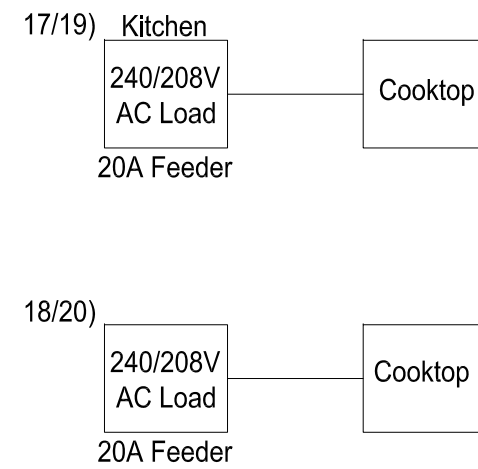 17/19) Kitchen
240/208V
AC Load
Cooktop
20A Feeder
18/20)
240/208V
AC Load
Cooktop
20A Feeder